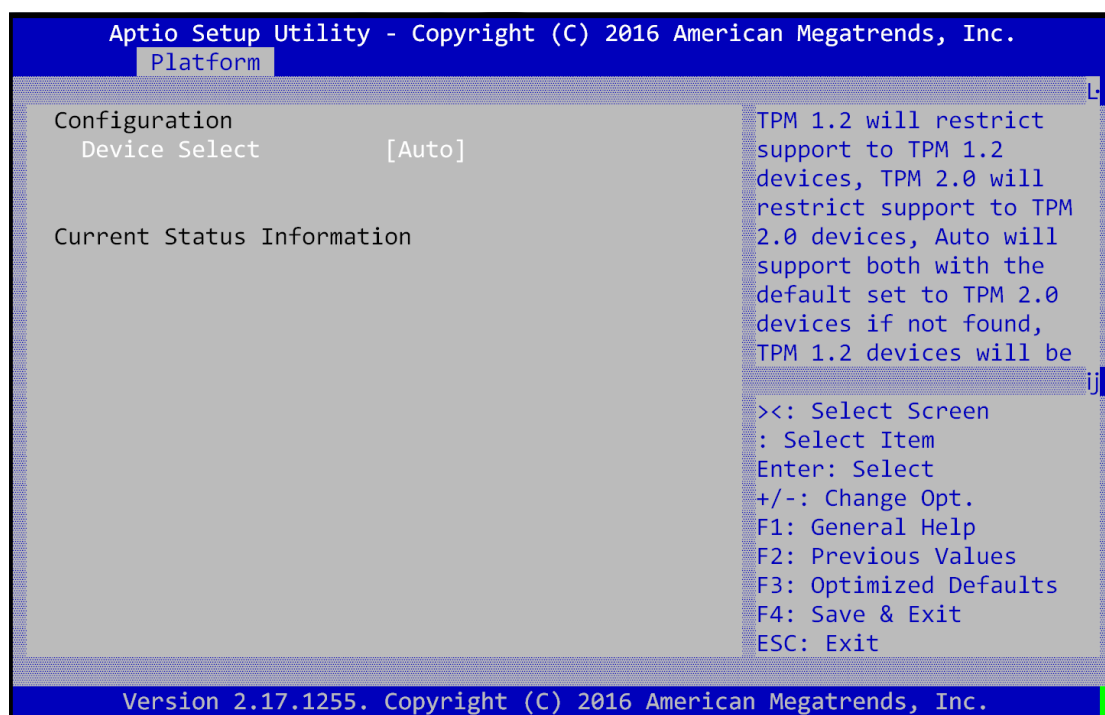 Aptio Setup Utility - Copyright (C) 2016 American Megatrends, Inc.
Platform
Configuration
Device Select [Auto]
Current Status Information
TPM 1.2 will restrict
support to TPM 1.2
devices, TPM 2.0 will
restrict support to TPM
2.0 devices, Auto will
support both with the
default set to TPM 2.0
devices if not found,
TPM 1.2 devices will be
><: Select Screen
: Select Item
Enter: Select
+/-: Change Opt.
F1: General Help
F2: Previous Values
F3: Optimized Defaults
F4: Save & Exit
ESC: Exit
Version 2.17.1255. Copyright (C) 2016 American Megatrends, Inc.